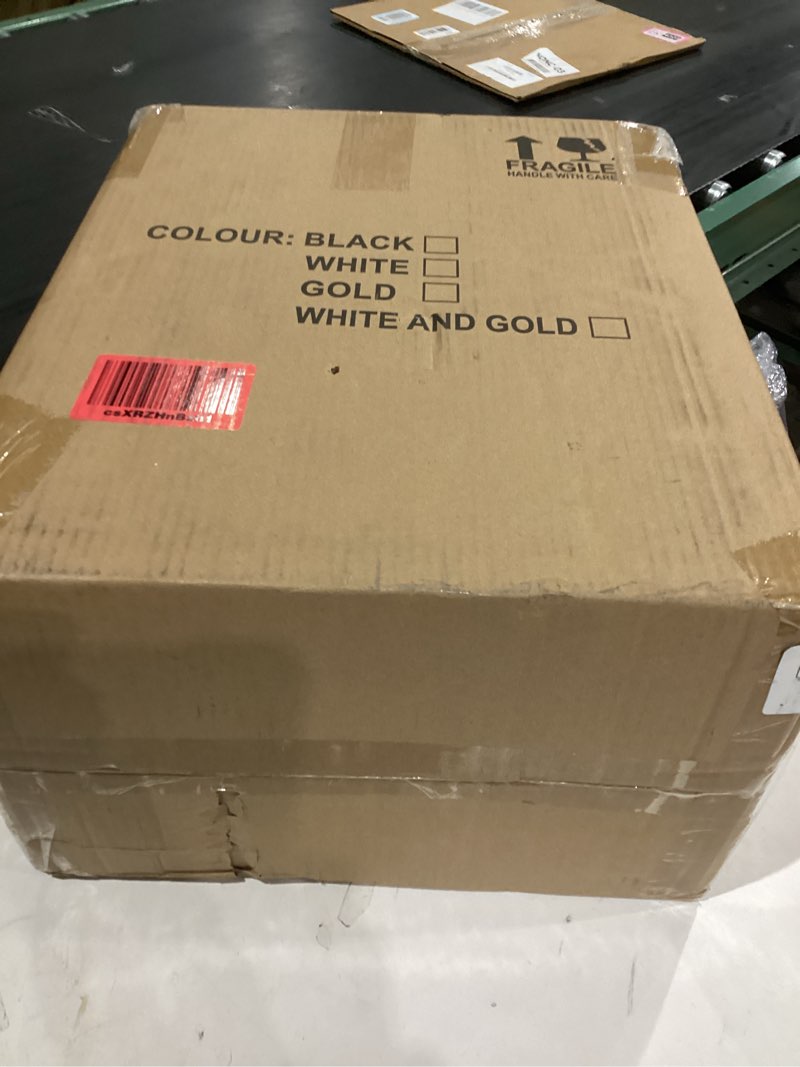 FRAGILE
HANDLE WITH CARE
COLOUR: BLACK
WHITE
GOLD
WHITE AND GOLD